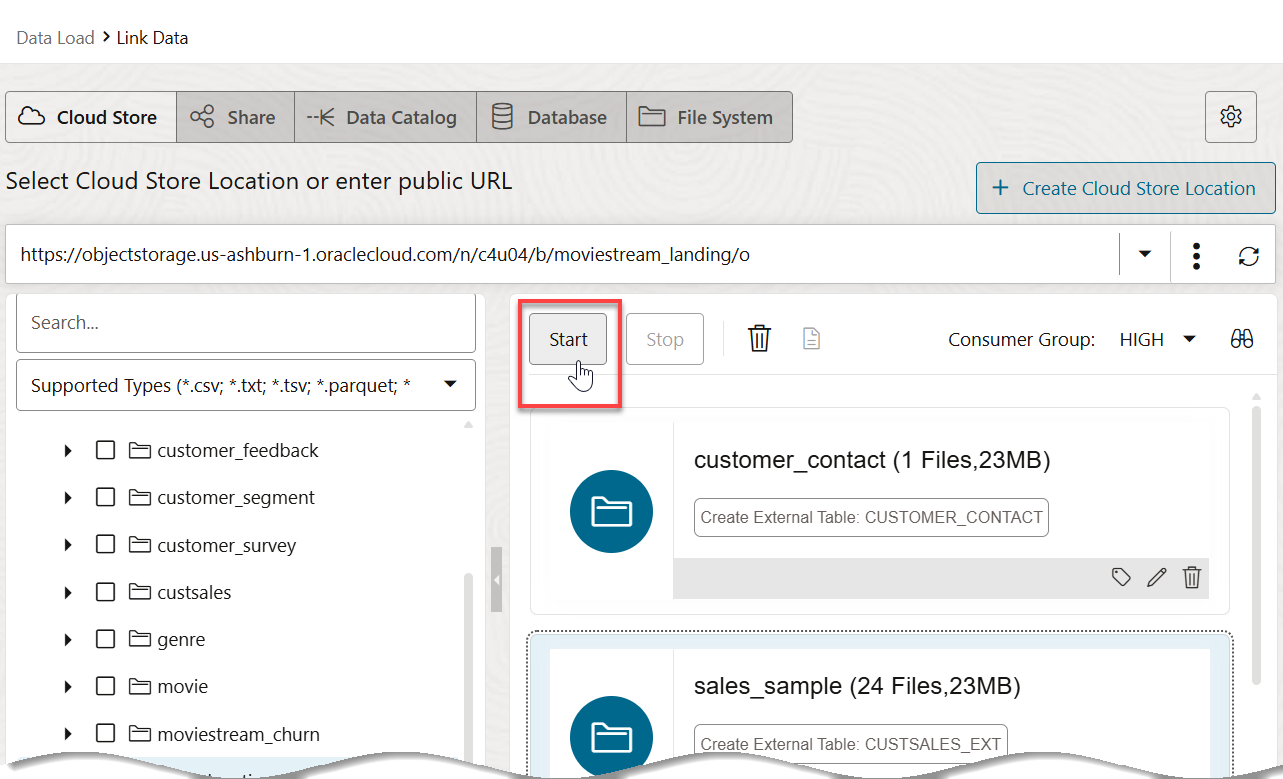 Data Load > Link Data
Cloud Store
Share
Data Catalog
Database
File System
Select Cloud Store Location or enter public URL
+ Create Cloud Store Location
https://objectstorage.us-ashburn-1.oraclecloud.com/n/c4u04/b/moviestream_landing/o
Search...
Supported Types (*.csv; *.txt; *.tsv; *.parquet; *
customer_feedback
customer_segment
customer_survey
custsales
genre
movie
moviestream_churn
Start
Stop
Consumer Group: HIGH
customer_contact (1 Files,23MB)
Create External Table: CUSTOMER_CONTACT
sales_sample (24 Files,23MB)
Create External Table: CUSTSALES_EXT